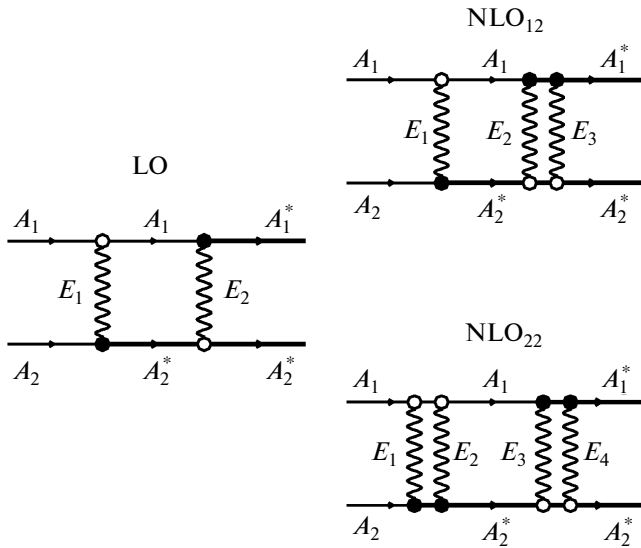 LO
A₁ A₁ A₁*
E₁ E₂
A₂ A₂* A₂*
NLO₁₂
A₁ A₁ A₁*
E₁ E₂ E₃
A₂ A₂* A₂*
NLO₂₂
A₁ A₁ A₁*
E₁ E₂ E₃ E₄
A₂ A₂* A₂*